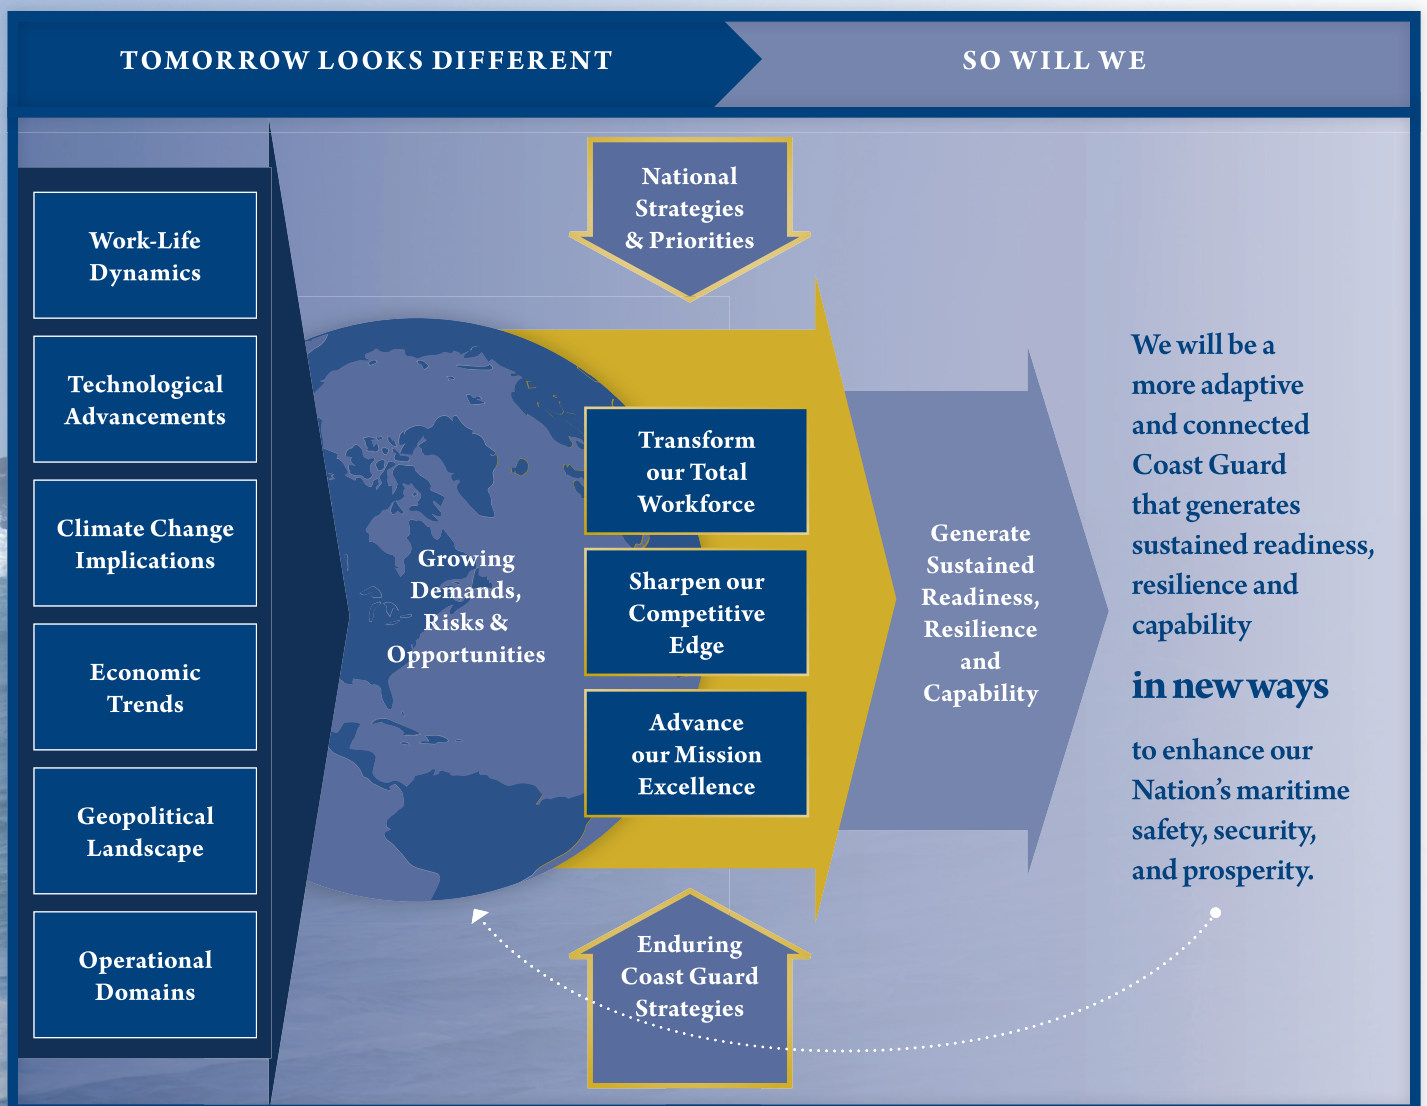 TOMORROW LOOKS DIFFERENT
SO WILL WE
Work-Life
Dynamics
Technological
Advancements
Climate Change
Implications
Economic
Trends
Geopolitical
Landscape
Operational
Domains
Growing
Demands,
Risks &
Opportunities
National
Strategies
& Priorities
Transform
our Total
Workforce
Sharpen our
Competitive
Edge
Advance
our Mission
Excellence
Enduring
Coast Guard
Strategies
Generate
Sustained
Readiness,
Resilience
and
Capability
We will be a
more adaptive
and connected
Coast Guard
that generates
sustained readiness,
resilience and
capability
in new ways
to enhance our
Nation’s maritime
safety, security,
and prosperity.